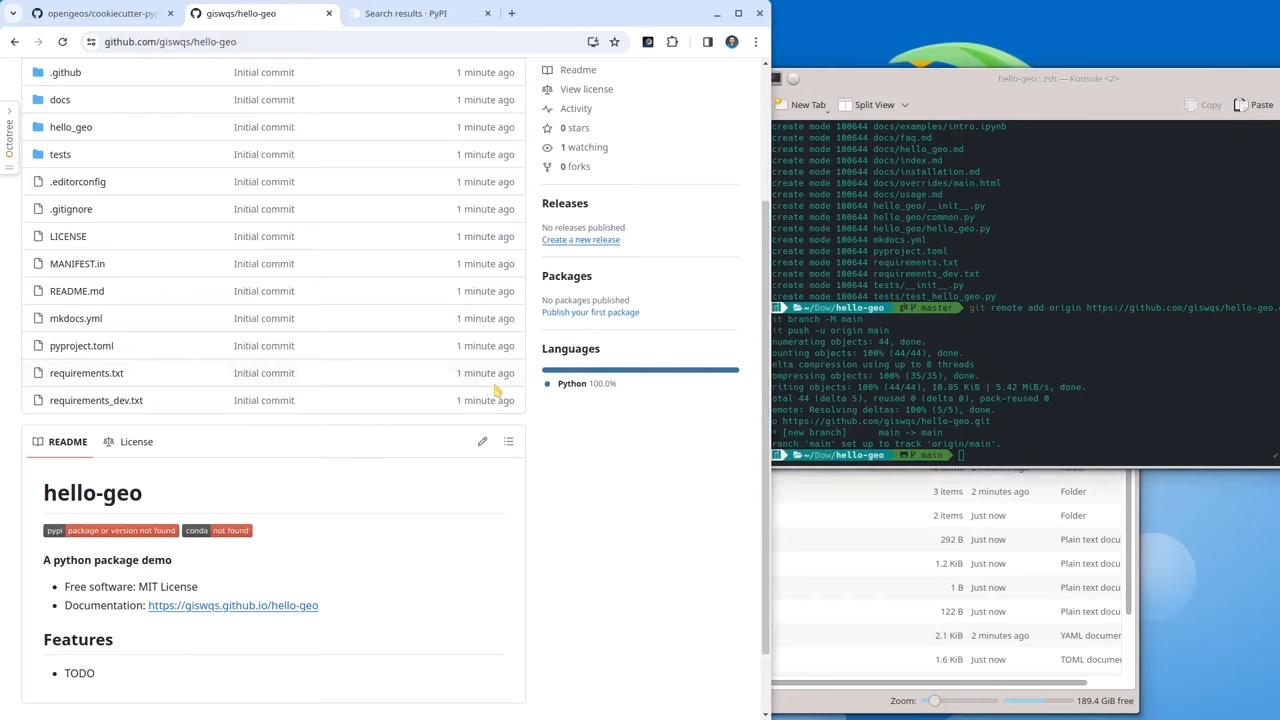 opengeos/cookiecutter-pyp
giswqs/hello-geo
Search results · P
github.com/giswqs/hello-geo
Octotree
.github Initial commit 1 minute ago
docs Initial commit 1 minute ago
hello_geo Initial commit 1 minute ago
tests Initial commit 1 minute ago
.editorconfig Initial commit 1 minute ago
.gitignore Initial commit 1 minute ago
LICENSE Initial commit 1 minute ago
MANIFEST.in Initial commit 1 minute ago
README.md Initial commit 1 minute ago
mkdocs.yml Initial commit 1 minute ago
pyproject.toml Initial commit 1 minute ago
requirements.txt Initial commit 1 minute ago
requirements_dev.txt Initial commit 1 minute ago
README
License
hello-geo
pypi package or version not found conda not found
A python package demo
Free software: MIT License
Documentation: https://giswqs.github.io/hello-geo
Features
TODO
Readme
View license
Activity
0 stars
1 watching
0 forks
Releases
No releases published
Create a new release
Packages
No packages published
Publish your first package
Languages
Python 100.0%
hello-geo : zsh — Konsole <2>
New Tab
Split View
Copy
Paste
create mode 100644 docs/examples/intro.ipynb
create mode 100644 docs/faq.md
create mode 100644 docs/hello_geo.md
create mode 100644 docs/index.md
create mode 100644 docs/installation.md
create mode 100644 docs/overrides/main.html
create mode 100644 docs/usage.md
create mode 100644 hello_geo/__init__.py
create mode 100644 hello_geo/common.py
create mode 100644 hello_geo/hello_geo.py
create mode 100644 mkdocs.yml
create mode 100644 pyproject.toml
create mode 100644 requirements.txt
create mode 100644 requirements_dev.txt
create mode 100644 tests/__init__.py
create mode 100644 tests/test_hello_geo.py
~/Dow/hello-geo git master git remote add origin https://github.com/giswqs/hello-geo.
it branch -M main
it push -u origin main
numerating objects: 44, done.
ounting objects: 100% (44/44), done.
elta compression using up to 8 threads
ompressing objects: 100% (35/35), done.
riting objects: 100% (44/44), 10.85 KiB | 5.42 MiB/s, done.
otal 44 (delta 5), reused 0 (delta 0), pack-reused 0
emote: Resolving deltas: 100% (5/5), done.
o https://github.com/giswqs/hello-geo.git
* [new branch] main -> main
ranch 'main' set up to track 'origin/main'.
~/Dow/hello-geo main
3 items 2 minutes ago Folder
2 items Just now Folder
292 B Just now Plain text docu
1.2 KiB Just now Plain text docu
1 B Just now Plain text docu
122 B Just now Plain text docu
2.1 KiB 2 minutes ago YAML documen
1.6 KiB Just now TOML documen
Zoom:
189.4 GiB free